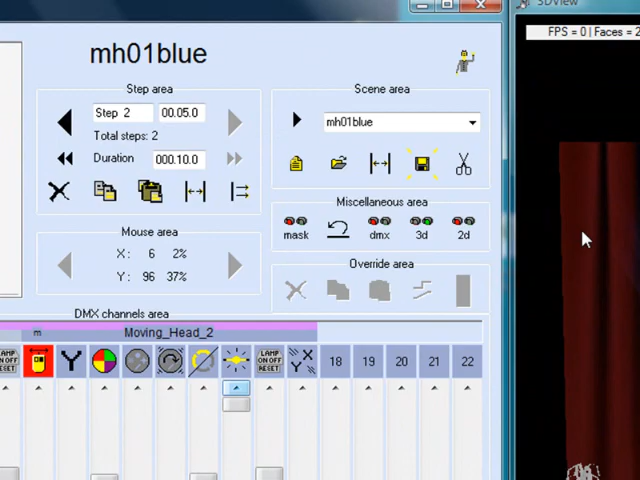 3DView
FPS = 0 | Faces = 2
mh01blue
Step area
Step 2
00.05.0
Total steps: 2
Duration
000.10.0
Scene area
mh01blue
Miscellaneous area
mask
dmx
3d
2d
Mouse area
X: 6 2%
Y: 96 37%
Override area
DMX channels area
m
Moving_Head_2
LAMP
ON OFF
RESET
Y
LAMP
ON OFF
RESET
X
Y
18
19
20
21
22